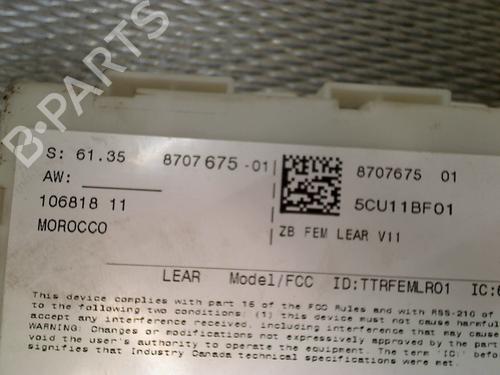 B-PARTS
S: 61.35 8707675-01
8707675 01
AW:
5CU11BF01
106818 11
MOROCCO
ZB FEM LEAR V11
LEAR Model/FCC ID:TTRFEMLR01 IC:
This device complies with part 15 of the FCC Rules and with RSS-210 of
to the following two conditions: (1) this device must not cause harmful
accept any interference received, including interference that may cause
WARNING: Changes or modifications not expressively approved by the part
void the user's authority to operate the equipment. The term 'IC:' before
signifies that Industry Canada technical specifications were met.